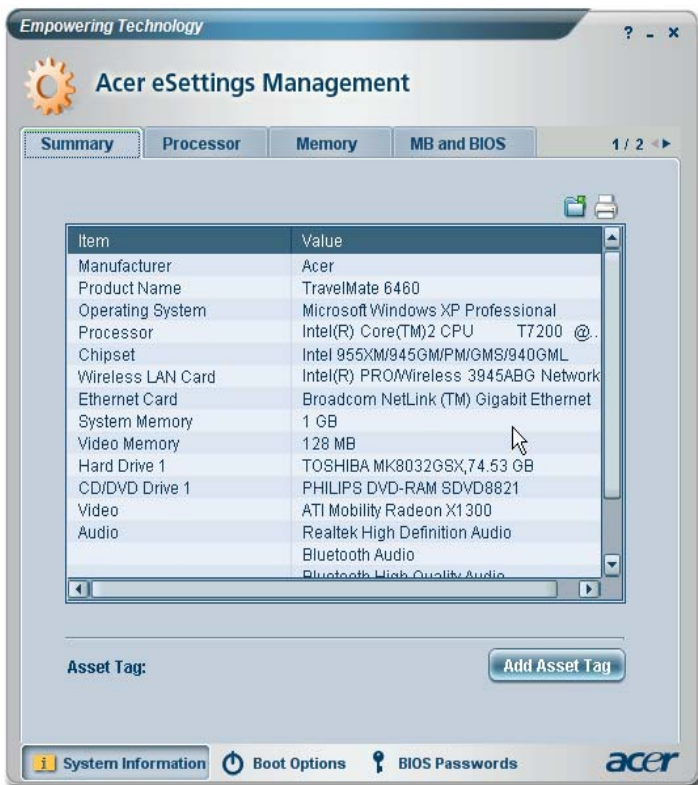 Empowering Technology
? - x
Acer eSettings Management
Summary Processor Memory MB and BIOS 1 / 2
Item Value
Manufacturer Acer
Product Name TravelMate 6460
Operating System Microsoft Windows XP Professional
Processor Intel(R) Core(TM)2 CPU T7200 @..
Chipset Intel 955XM/945GM/PM/GMS/940GML
Wireless LAN Card Intel(R) PRO/Wireless 3945ABG Network
Ethernet Card Broadcom NetLink (TM) Gigabit Ethernet
System Memory 1 GB
Video Memory 128 MB
Hard Drive 1 TOSHIBA MK8032GSX,74.53 GB
CD/DVD Drive 1 PHILIPS DVD-RAM SDVD8821
Video ATI Mobility Radeon X1300
Audio Realtek High Definition Audio
Bluetooth Audio
Bluetooth High Quality Audio
Asset Tag: Add Asset Tag
System Information Boot Options BIOS Passwords acer